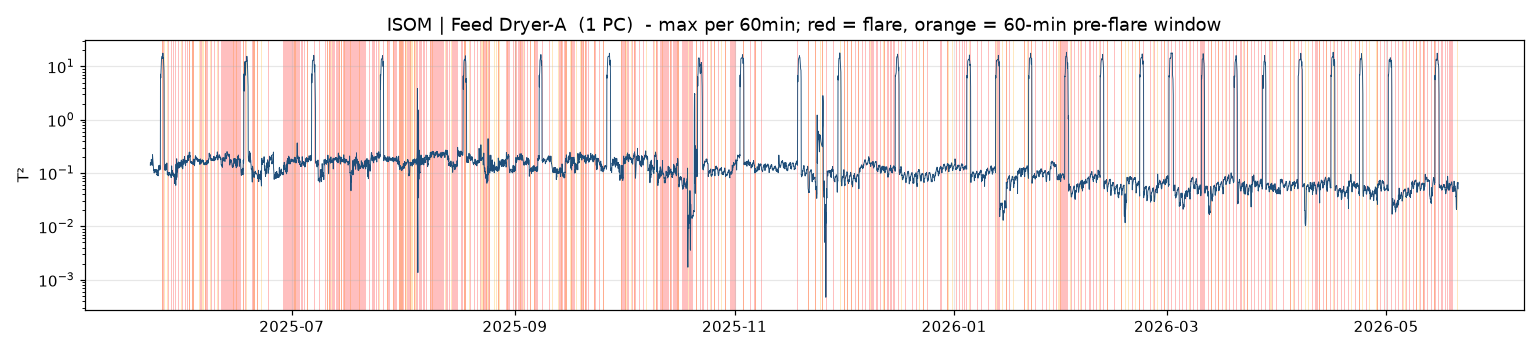 ISOM | Feed Dryer-A  (1 PC)  - max per 60min; red = flare, orange = 60-min pre-flare window
T²
10¹
10⁰
10⁻¹
10⁻²
10⁻³
2025-07 2025-09 2025-11 2026-01 2026-03 2026-05